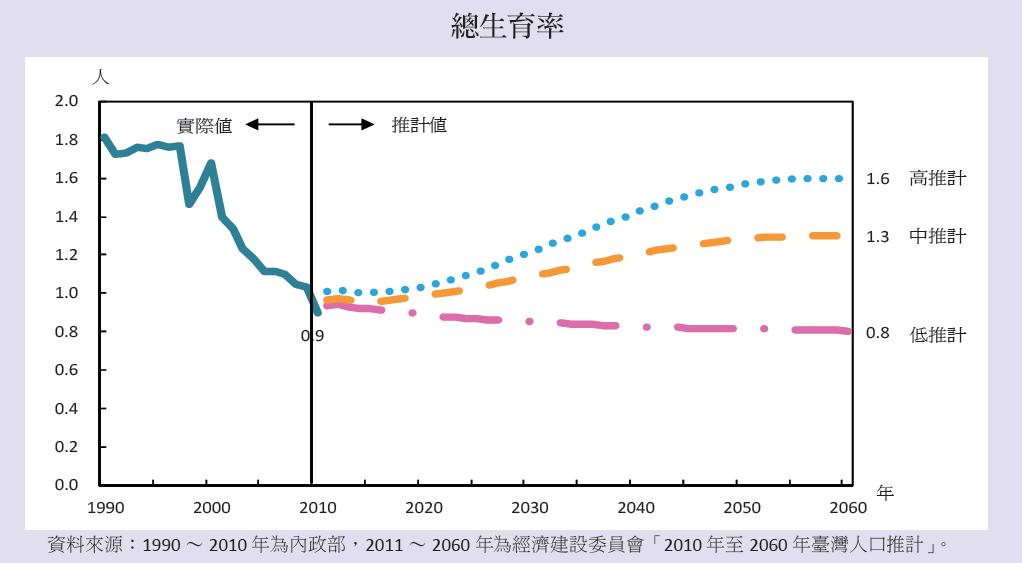 總生育率
人
2.0
1.8
1.6
1.4
1.2
1.0
0.8
0.6
0.4
0.2
0.0
實際值
推計值
0.9
1.6 高推計
1.3 中推計
0.8 低推計
1990 2000 2010 2020 2030 2040 2050 2060
年
資料來源：1990 ～ 2010 年為內政部，2011 ～ 2060 年為經濟建設委員會「2010 年至 2060 年臺灣人口推計」。